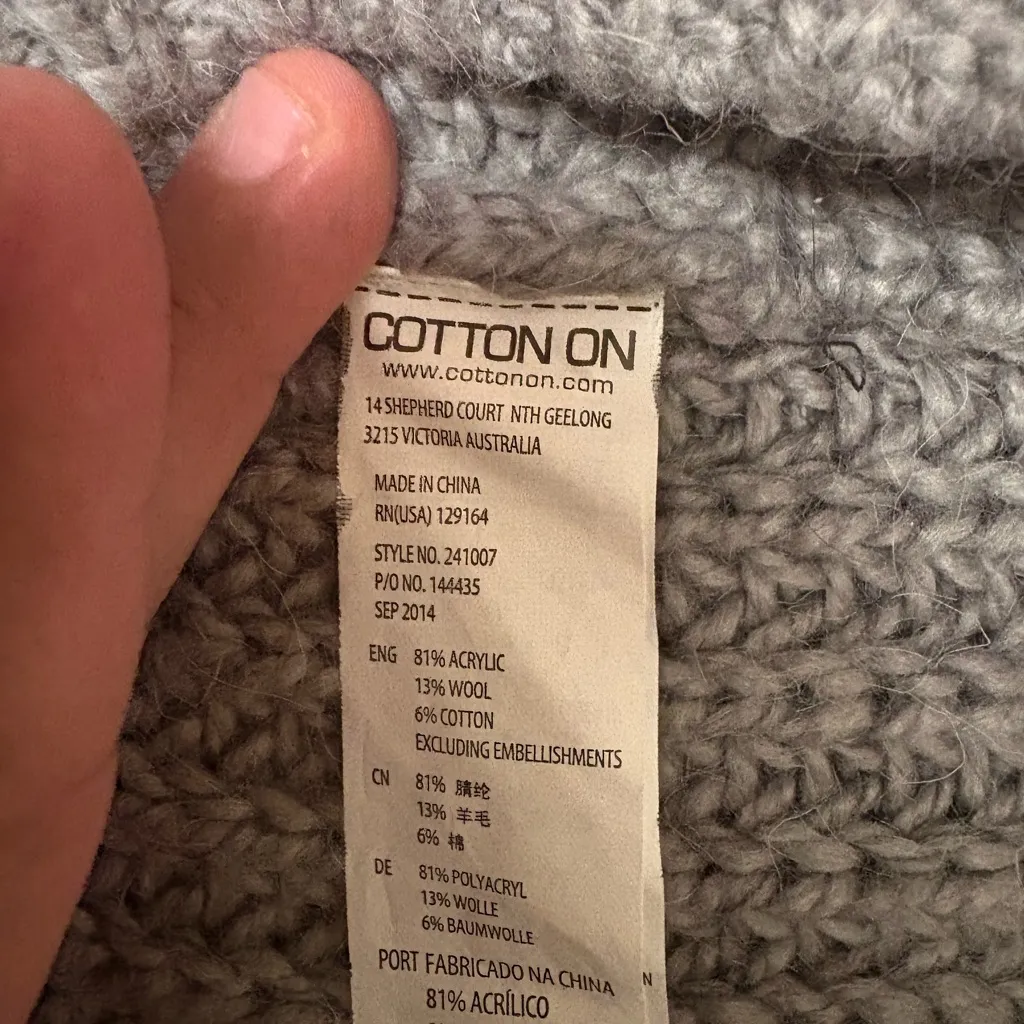 COTTON ON
www.cottonon.com
14 SHEPHERD COURT NTH GEELONG
3215 VICTORIA AUSTRALIA
MADE IN CHINA
RN(USA) 129164
STYLE NO. 241007
P/O NO. 144435
SEP 2014
ENG 81% ACRYLIC
13% WOOL
6% COTTON
EXCLUDING EMBELLISHMENTS
CN 81% 腈纶
13% 羊毛
6% 棉
DE 81% POLYACRYL
13% WOLLE
6% BAUMWOLLE
PORT FABRICADO NA CHINA
81% ACRÍLICO
N